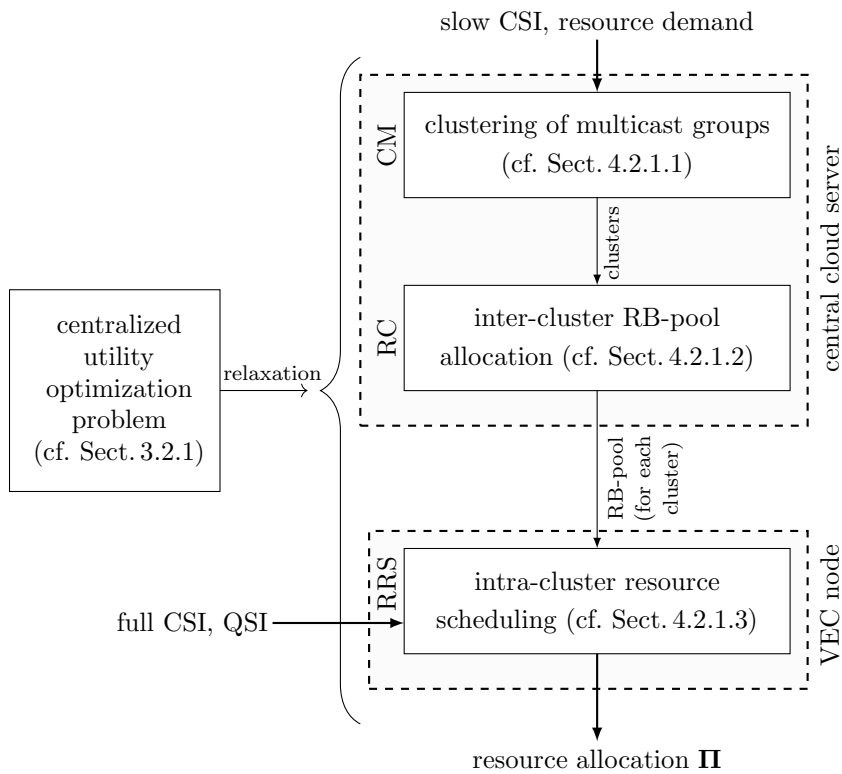 slow CSI, resource demand
CM
clustering of multicast groups
(cf. Sect. 4.2.1.1)
clusters
central cloud server
RC
inter-cluster RB-pool
allocation (cf. Sect. 4.2.1.2)
centralized
utility
optimization
problem
(cf. Sect. 3.2.1)
relaxation
RB-pool
(for each
cluster)
RRS
intra-cluster resource
scheduling (cf. Sect. 4.2.1.3)
VEC node
full CSI, QSI
resource allocation Π